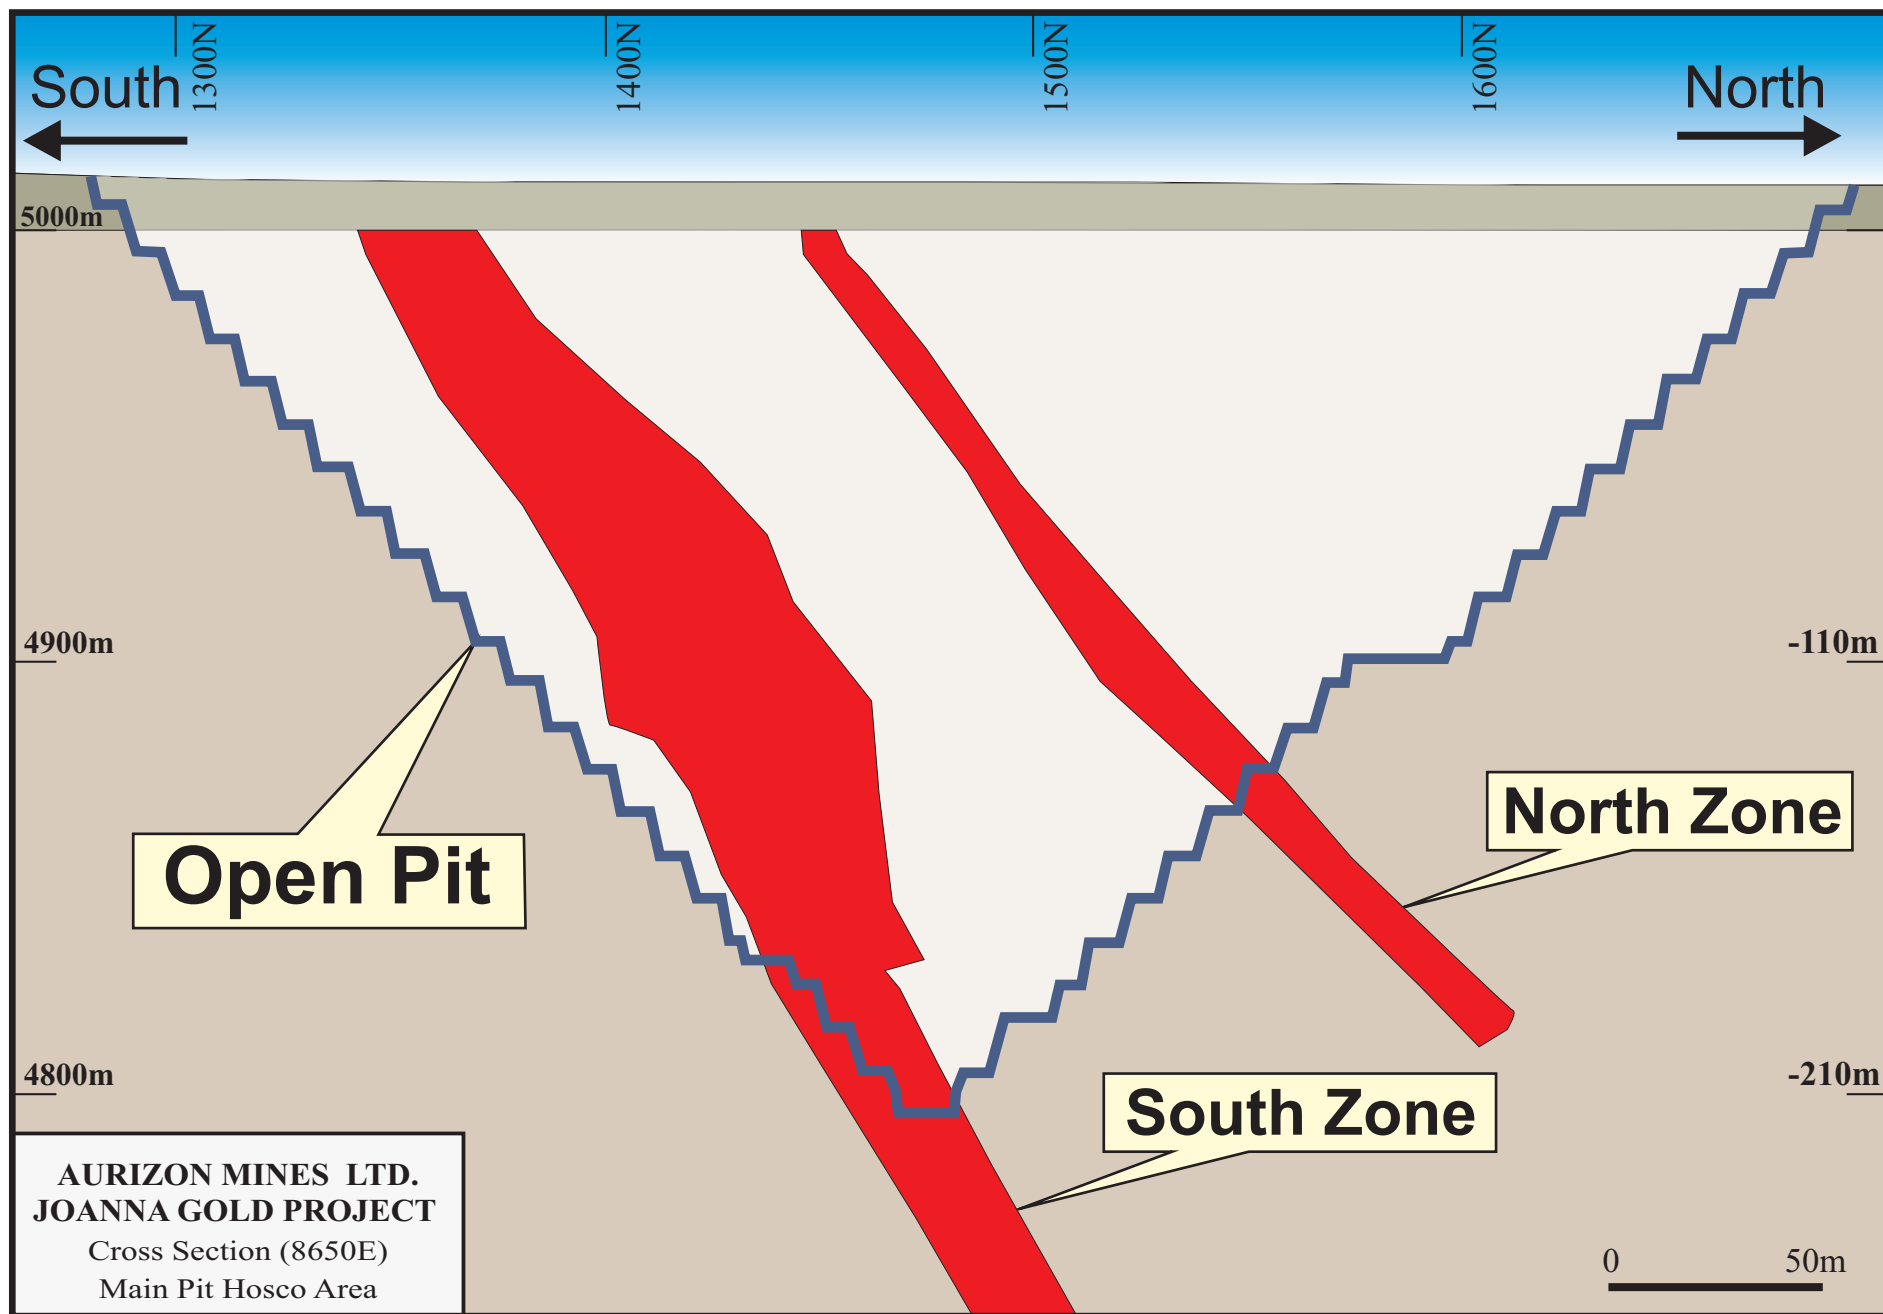 1300N
1400N
1500N
1600N
South
North
5000m
4900m
-110m
Open Pit
North Zone
4800m
-210m
South Zone
AURIZON MINES LTD.
JOANNA GOLD PROJECT
Cross Section (8650E)
Main Pit Hosco Area
0 50m